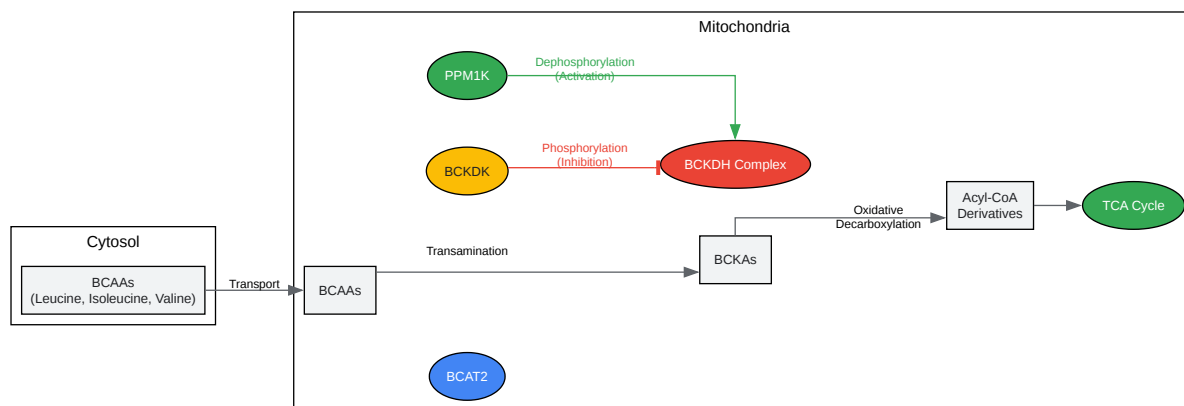 Mitochondria
PPM1K
Dephosphorylation
(Activation)
BCKDK
Phosphorylation
(Inhibition)
BCKDH Complex
Acyl-CoA
Derivatives
TCA Cycle
Oxidative
Decarboxylation
Cytosol
BCAAs
(Leucine, Isoleucine, Valine)
Transport
BCAAs
Transamination
BCKAs
BCAT2